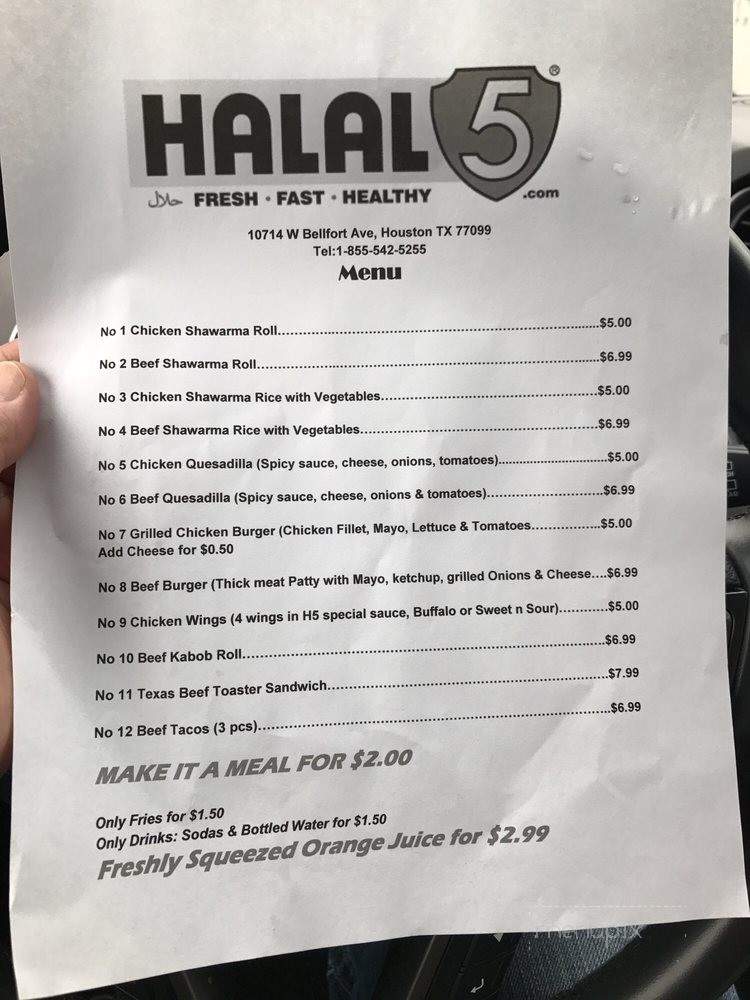 HALAL 5 ®
حلال FRESH · FAST · HEALTHY .com
10714 W Bellfort Ave, Houston TX 77099
Tel:1-855-542-5255
Menu
No 1 Chicken Shawarma Roll..........$5.00
No 2 Beef Shawarma Roll..........$6.99
No 3 Chicken Shawarma Rice with Vegetables..........$5.00
No 4 Beef Shawarma Rice with Vegetables..........$6.99
No 5 Chicken Quesadilla (Spicy sauce, cheese, onions, tomatoes)..........$5.00
No 6 Beef Quesadilla (Spicy sauce, cheese, onions & tomatoes)..........$6.99
No 7 Grilled Chicken Burger (Chicken Fillet, Mayo, Lettuce & Tomatoes..........$5.00
Add Cheese for $0.50
No 8 Beef Burger (Thick meat Patty with Mayo, ketchup, grilled Onions & Cheese....$6.99
No 9 Chicken Wings (4 wings in H5 special sauce, Buffalo or Sweet n Sour)..........$5.00
No 10 Beef Kabob Roll..........$6.99
No 11 Texas Beef Toaster Sandwich..........$7.99
No 12 Beef Tacos (3 pcs)..........$6.99
MAKE IT A MEAL FOR $2.00
Only Fries for $1.50
Only Drinks: Sodas & Bottled Water for $1.50
Freshly Squeezed Orange Juice for $2.99